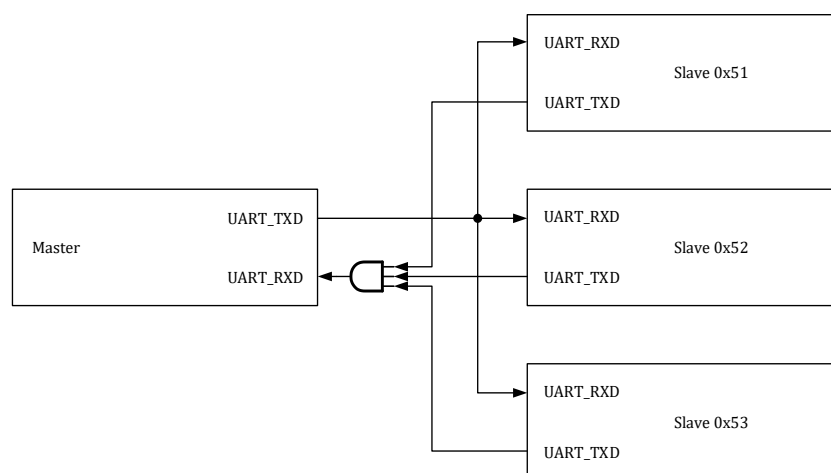 UART_RXD
Slave 0x51
UART_TXD
UART_TXD
Master
UART_RXD
UART_RXD
Slave 0x52
UART_TXD
UART_RXD
Slave 0x53
UART_TXD